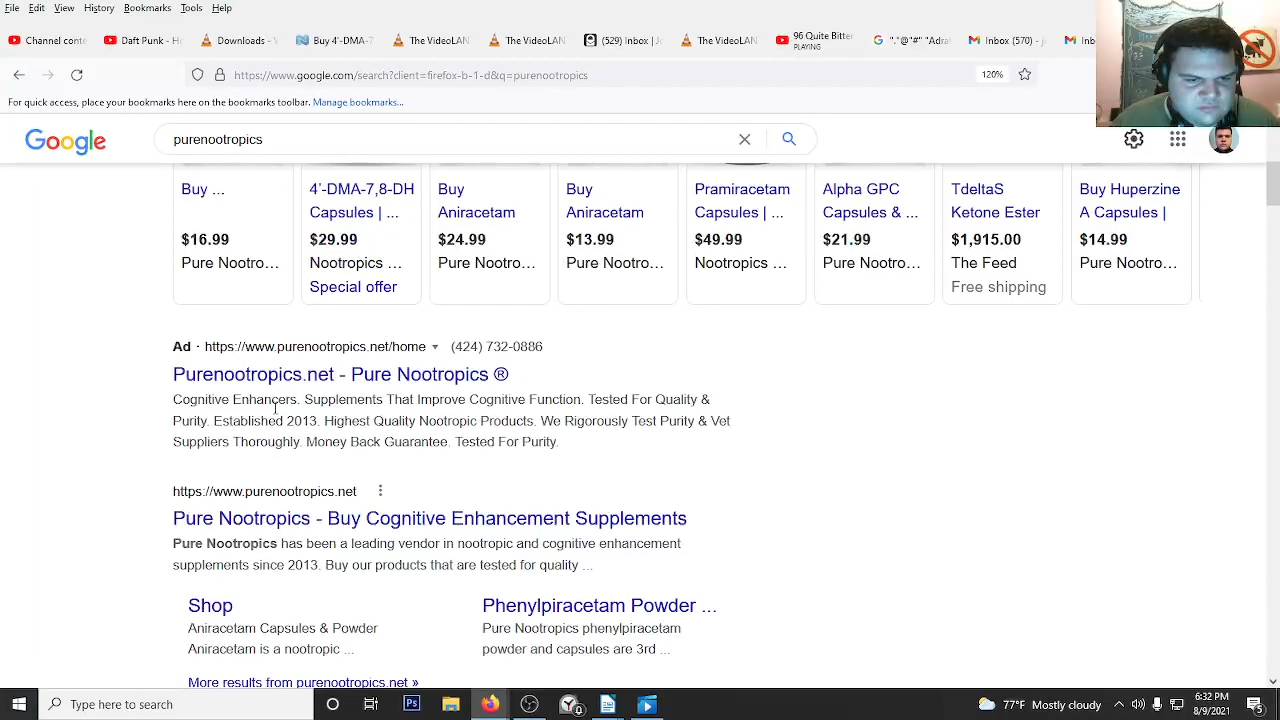 File Edit View History Bookmarks Tools Help
Channel conte Daft Punk - Ho Downloads - V Buy 4'-DMA-7 The VideoLAN The VideoLAN (529) Inbox | Jo The VideoLAN 96 Quite Bitter "."@"#" "Adra Inbox (570) - j Inb
PLAYING
https://www.google.com/search?client=firefox-b-1-d&q=purenootropics 120%
For quick access, place your bookmarks here on the bookmarks toolbar. Manage bookmarks...
Google purenootropics
Buy ... 4'-DMA-7,8-DH Buy Buy Pramiracetam Alpha GPC TdeltaS Buy Huperzine
Capsules | ... Aniracetam Aniracetam Capsules | ... Capsules & ... Ketone Ester A Capsules |
$16.99 $29.99 $24.99 $13.99 $49.99 $21.99 $1,915.00 $14.99
Pure Nootro... Nootropics ... Pure Nootro... Pure Nootro... Nootropics ... Pure Nootro... The Feed Pure Nootro...
Special offer Free shipping
Ad · https://www.purenootropics.net/home (424) 732-0886
Purenootropics.net - Pure Nootropics ®
Cognitive Enhancers. Supplements That Improve Cognitive Function. Tested For Quality &
Purity. Established 2013. Highest Quality Nootropic Products. We Rigorously Test Purity & Vet
Suppliers Thoroughly. Money Back Guarantee. Tested For Purity.
https://www.purenootropics.net
Pure Nootropics - Buy Cognitive Enhancement Supplements
Pure Nootropics has been a leading vendor in nootropic and cognitive enhancement
supplements since 2013. Buy our products that are tested for quality ...
Shop Phenylpiracetam Powder ...
Aniracetam Capsules & Powder Pure Nootropics phenylpiracetam
Aniracetam is a nootropic ... powder and capsules are 3rd ...
More results from purenootropics.net »
Type here to search Ps 77°F Mostly cloudy 6:32 PM
8/9/2021